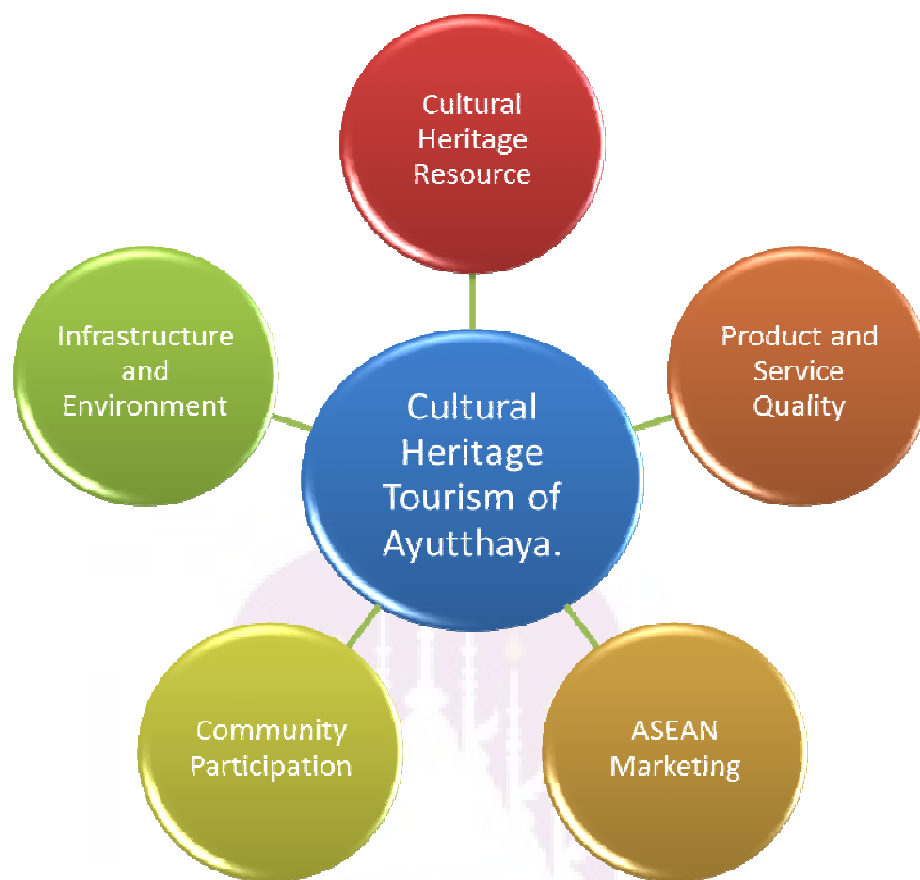 Cultural
Heritage
Resource
Infrastructure
and
Environment
Product and
Service
Quality
Cultural
Heritage
Tourism of
Ayutthaya.
Community
Participation
ASEAN
Marketing